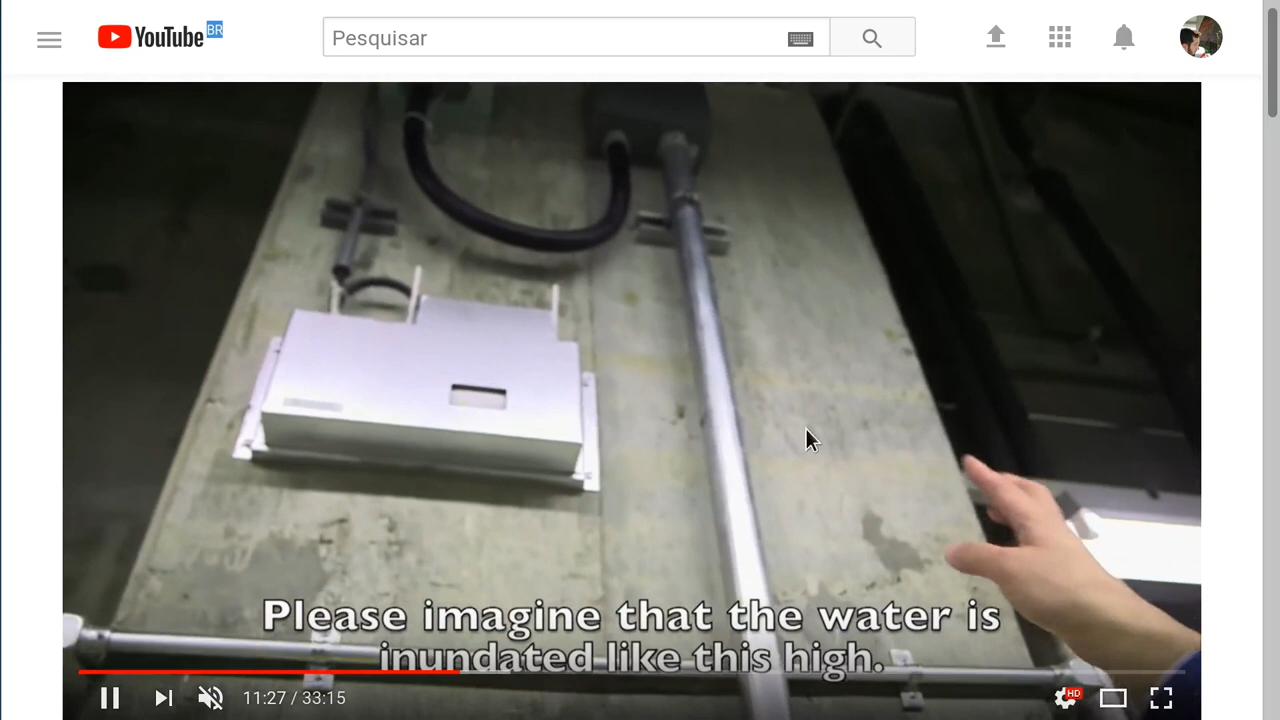 YouTube BR
Pesquisar
Please imagine that the water is
inundated like this high.
11:27 / 33:15
HD